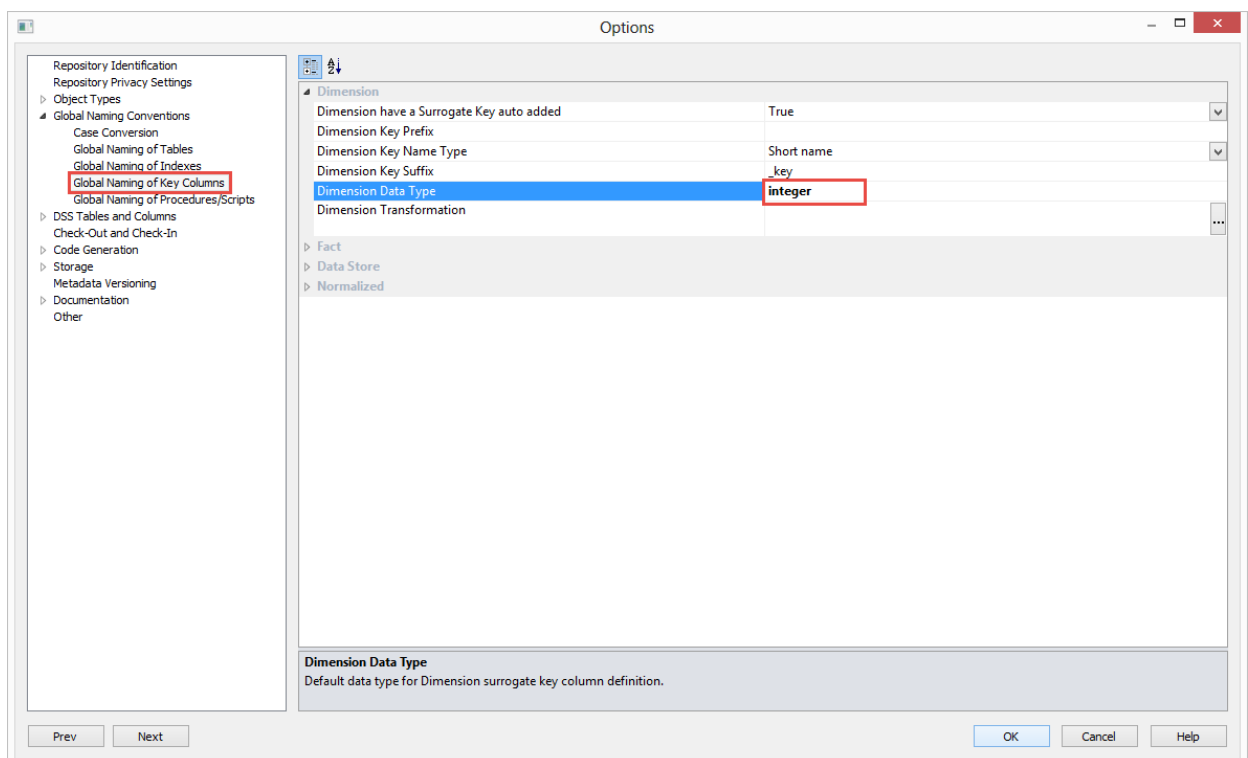 Options
Repository Identification
Repository Privacy Settings
Object Types
Global Naming Conventions
Case Conversion
Global Naming of Tables
Global Naming of Indexes
Global Naming of Key Columns
Global Naming of Procedures/Scripts
DSS Tables and Columns
Check-Out and Check-In
Code Generation
Storage
Metadata Versioning
Documentation
Other
Dimension
Dimension have a Surrogate Key auto added True
Dimension Key Prefix
Dimension Key Name Type Short name
Dimension Key Suffix _key
Dimension Data Type integer
Dimension Transformation ...
Fact
Data Store
Normalized
Dimension Data Type
Default data type for Dimension surrogate key column definition.
Prev Next OK Cancel Help